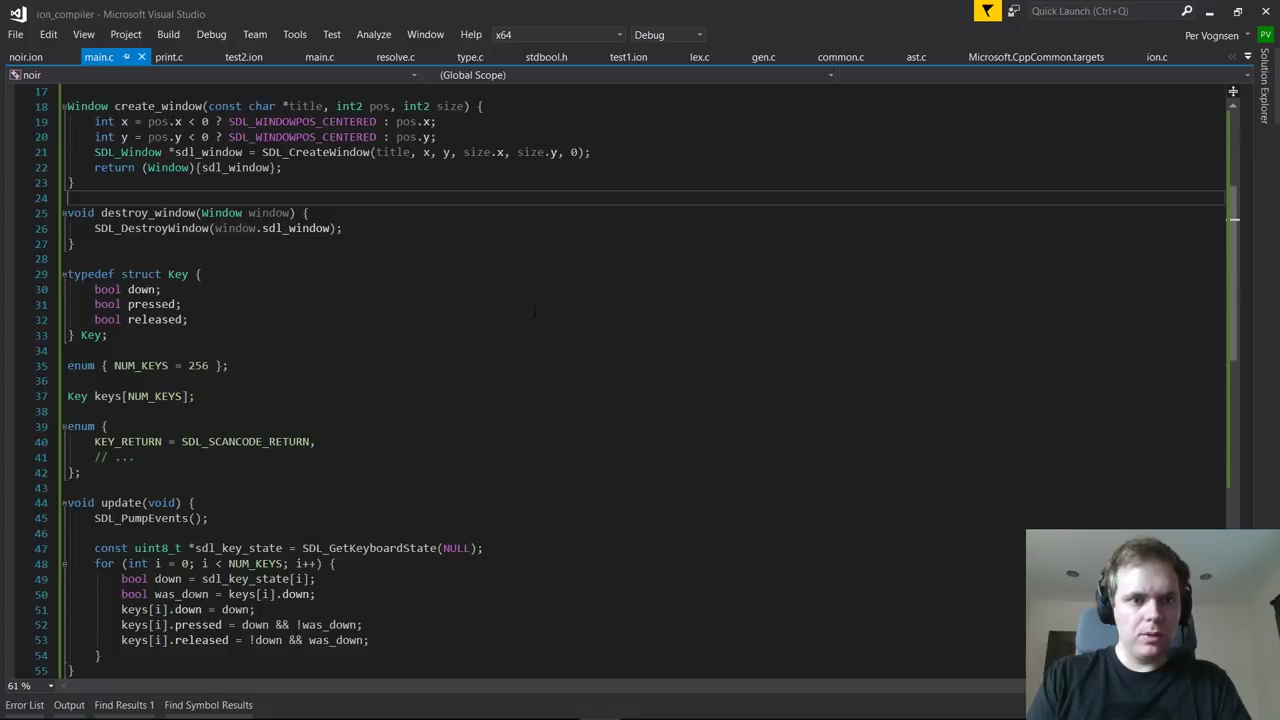 ion_compiler - Microsoft Visual Studio
Quick Launch (Ctrl+Q)
File Edit View Project Build Debug Team Tools Test Analyze Window Help x64 Debug Per Vognsen PV
noir.ion main.c print.c test2.ion main.c resolve.c type.c stdbool.h test1.ion lex.c gen.c common.c ast.c Microsoft.CppCommon.targets ion.c
noir (Global Scope)
Solution Explorer
17
18 Window create_window(const char *title, int2 pos, int2 size) {
19 int x = pos.x < 0 ? SDL_WINDOWPOS_CENTERED : pos.x;
20 int y = pos.y < 0 ? SDL_WINDOWPOS_CENTERED : pos.y;
21 SDL_Window *sdl_window = SDL_CreateWindow(title, x, y, size.x, size.y, 0);
22 return (Window){sdl_window};
23 }
24
25 void destroy_window(Window window) {
26 SDL_DestroyWindow(window.sdl_window);
27 }
28
29 typedef struct Key {
30 bool down;
31 bool pressed;
32 bool released;
33 } Key;
34
35 enum { NUM_KEYS = 256 };
36
37 Key keys[NUM_KEYS];
38
39 enum {
40 KEY_RETURN = SDL_SCANCODE_RETURN,
41 // ...
42 };
43
44 void update(void) {
45 SDL_PumpEvents();
46
47 const uint8_t *sdl_key_state = SDL_GetKeyboardState(NULL);
48 for (int i = 0; i < NUM_KEYS; i++) {
49 bool down = sdl_key_state[i];
50 bool was_down = keys[i].down;
51 keys[i].down = down;
52 keys[i].pressed = down && !was_down;
53 keys[i].released = !down && was_down;
54 }
55 }
61 %
Error List Output Find Results 1 Find Symbol Results